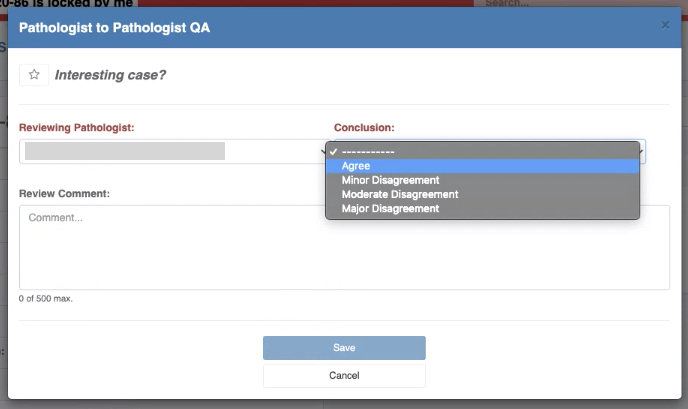 20-86 is locked by me
Search...
Pathologist to Pathologist QA
×
Interesting case?
Reviewing Pathologist:
Conclusion:
✓ -----------
Agree
Minor Disagreement
Moderate Disagreement
Major Disagreement
Review Comment:
Comment...
0 of 500 max.
Save
Cancel